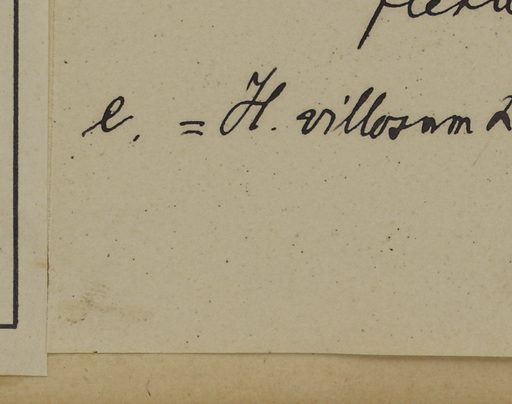 e. = H. villosum